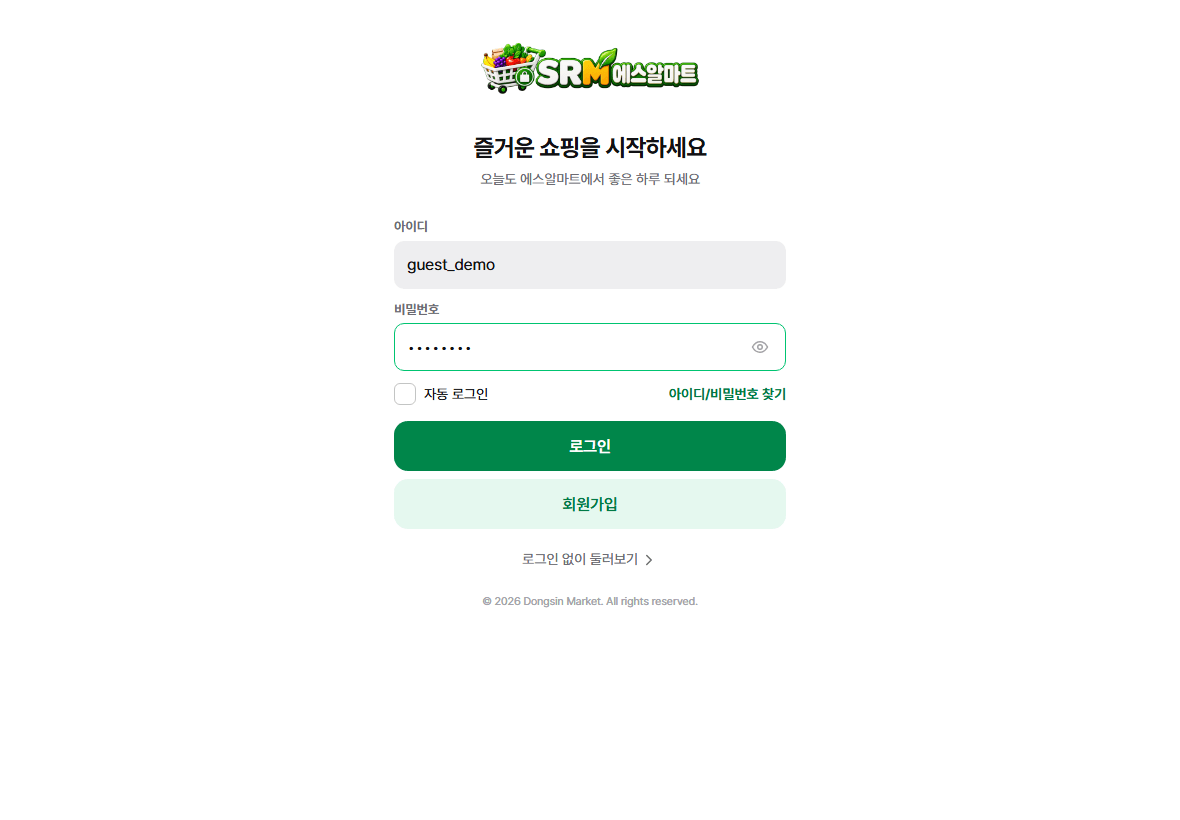 SRM에스알마트
즐거운 쇼핑을 시작하세요
오늘도 에스알마트에서 좋은 하루 되세요
아이디
guest_demo
비밀번호
••••••••
자동 로그인
아이디/비밀번호 찾기
로그인
회원가입
로그인 없이 둘러보기
© 2026 Dongsin Market. All rights reserved.